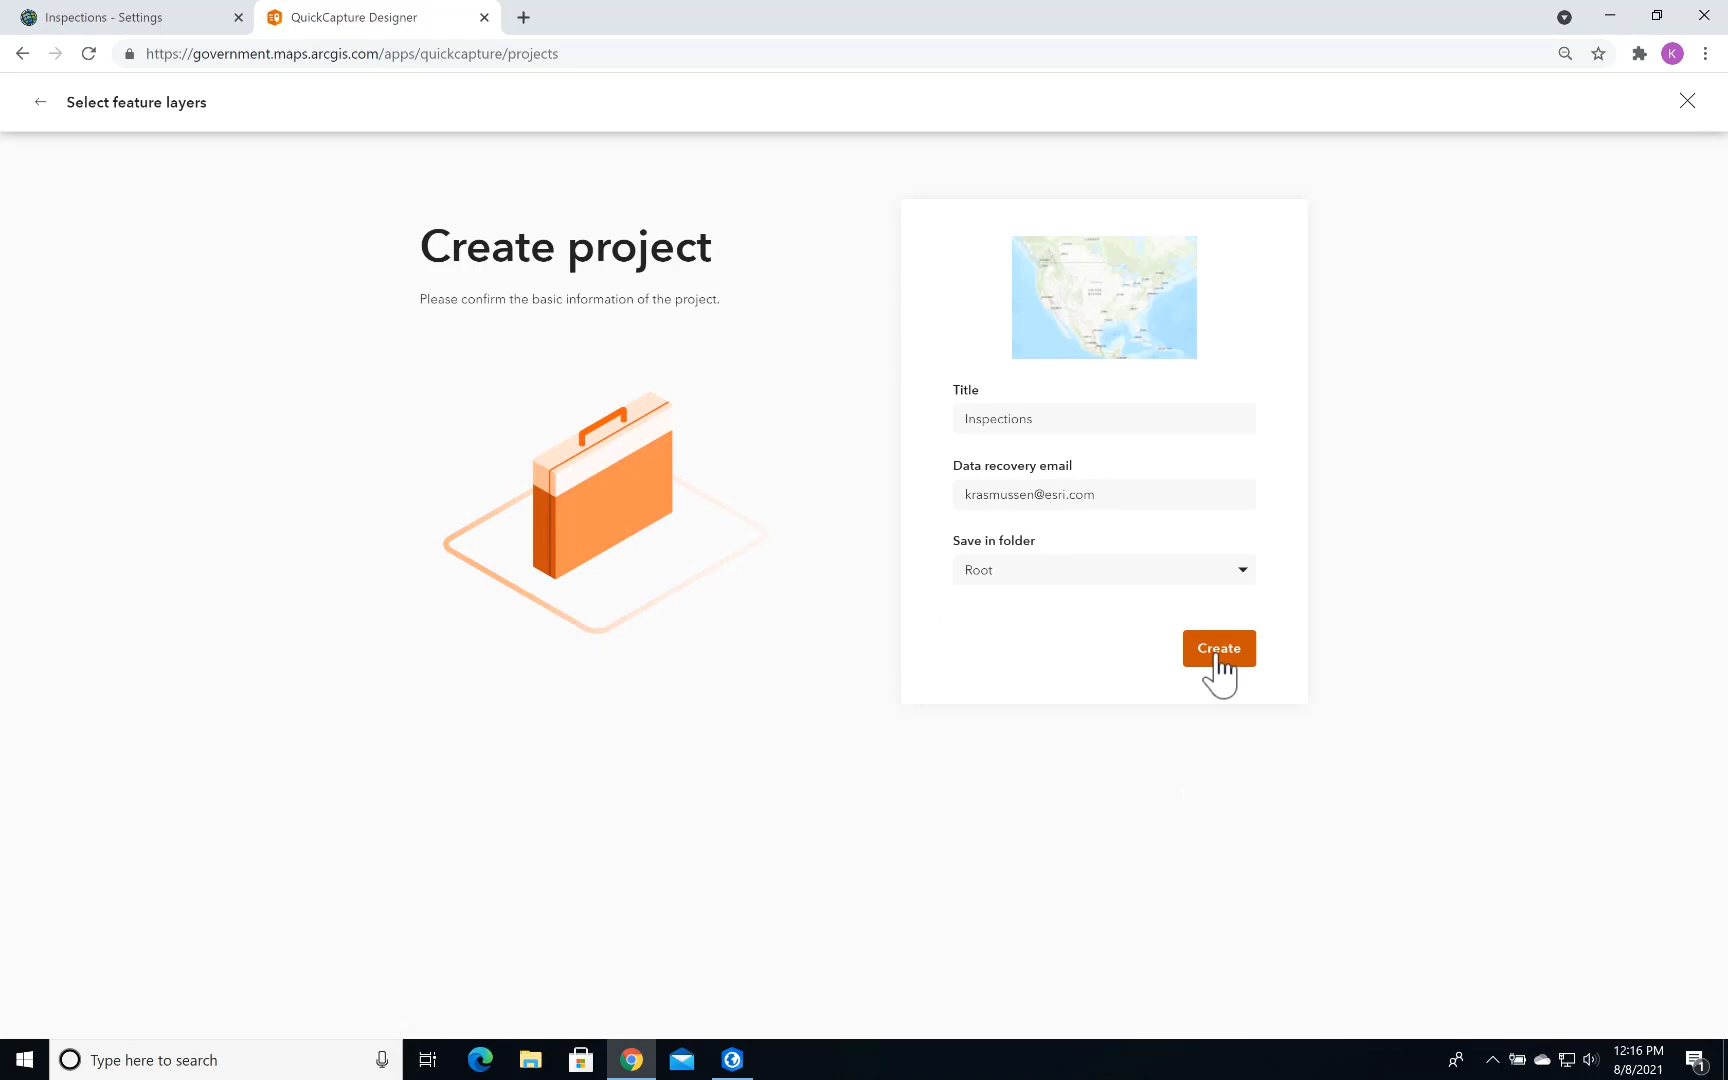 Inspections - Settings
QuickCapture Designer
https://government.maps.arcgis.com/apps/quickcapture/projects
K
Select feature layers
Create project
Please confirm the basic information of the project.
Title
Inspections
Data recovery email
krasmussen@esri.com
Save in folder
Root
Create
Type here to search
12:16 PM
8/8/2021
1